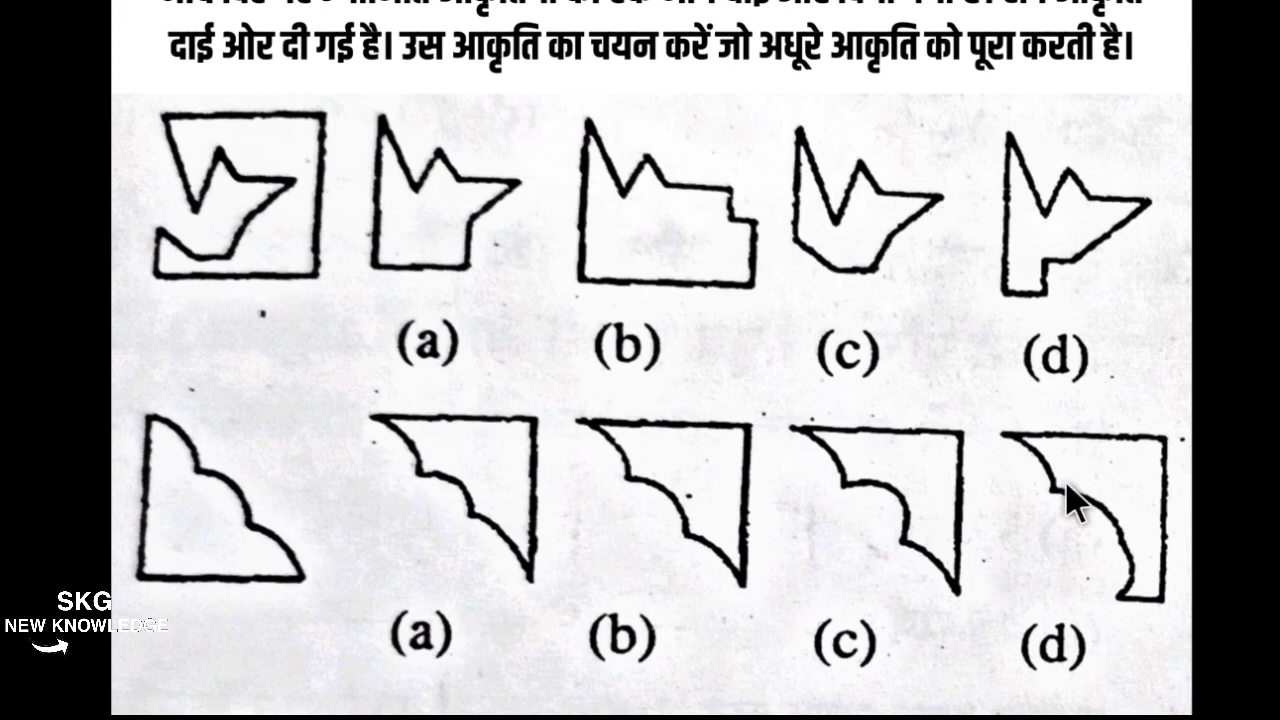 दाई ओर दी गई है। उस आकृति का चयन करें जो अधूरे आकृति को पूरा करती है।
(a) (b) (c) (d)
(a) (b) (c) (d)
SKG
NEW KNOWLEDGE